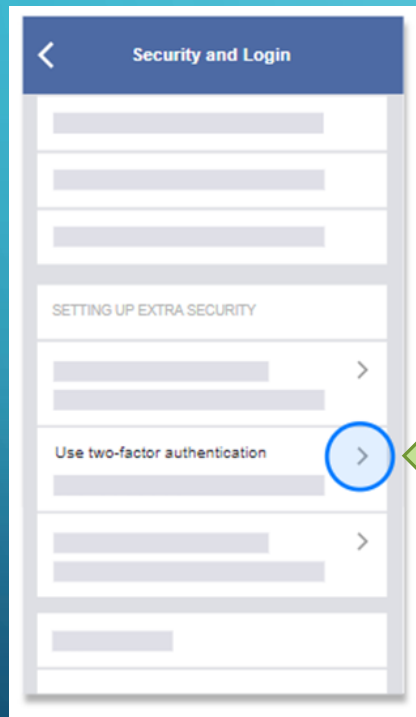 Security and Login
SETTING UP EXTRA SECURITY
Use two-factor authentication